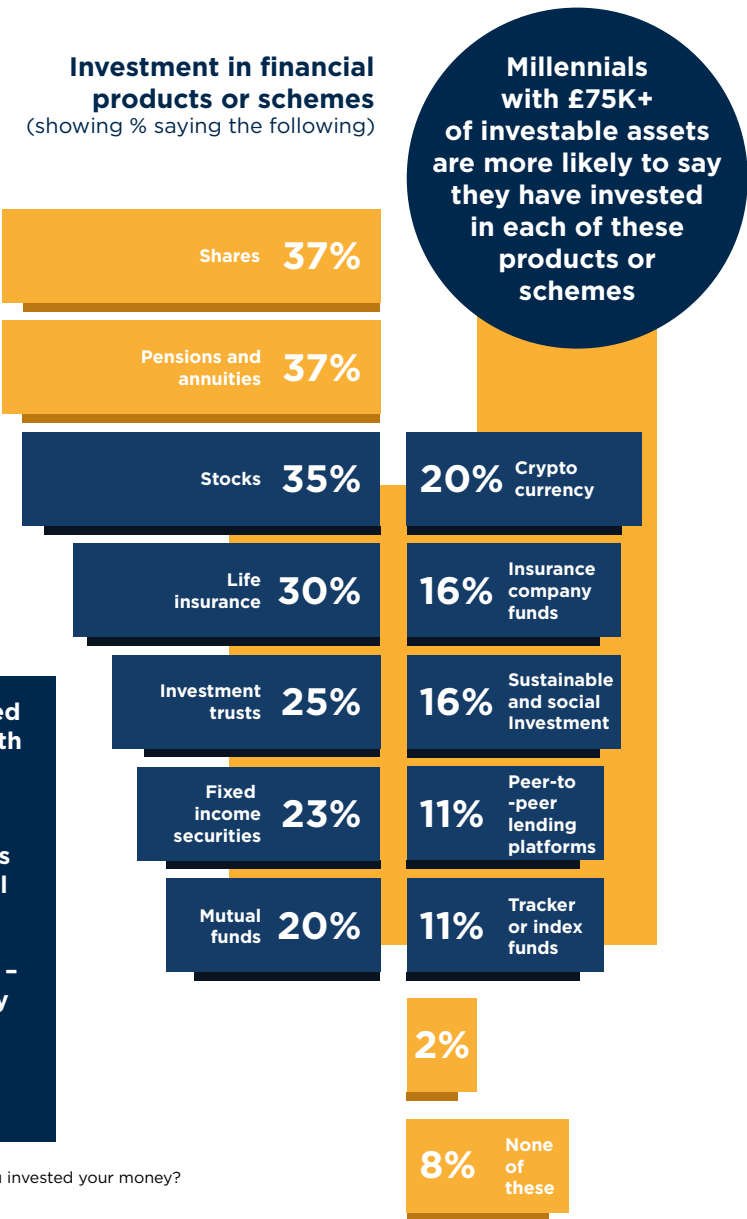 Investment in financial
products or schemes
(showing % saying the following)
Millennials
with £75K+
of investable assets
are more likely to say
they have invested
in each of these
products or
schemes
Shares 37%
Pensions and
annuities 37%
Stocks 35%
Life
insurance 30%
Investment
trusts 25%
Fixed
income
securities 23%
Mutual
funds 20%
20% Crypto
currency
16% Insurance
company
funds
16% Sustainable
and social
Investment
11% Peer-to
-peer
lending
platforms
11% Tracker
or index
funds
2%
8% None
of
these
–
invested your money?